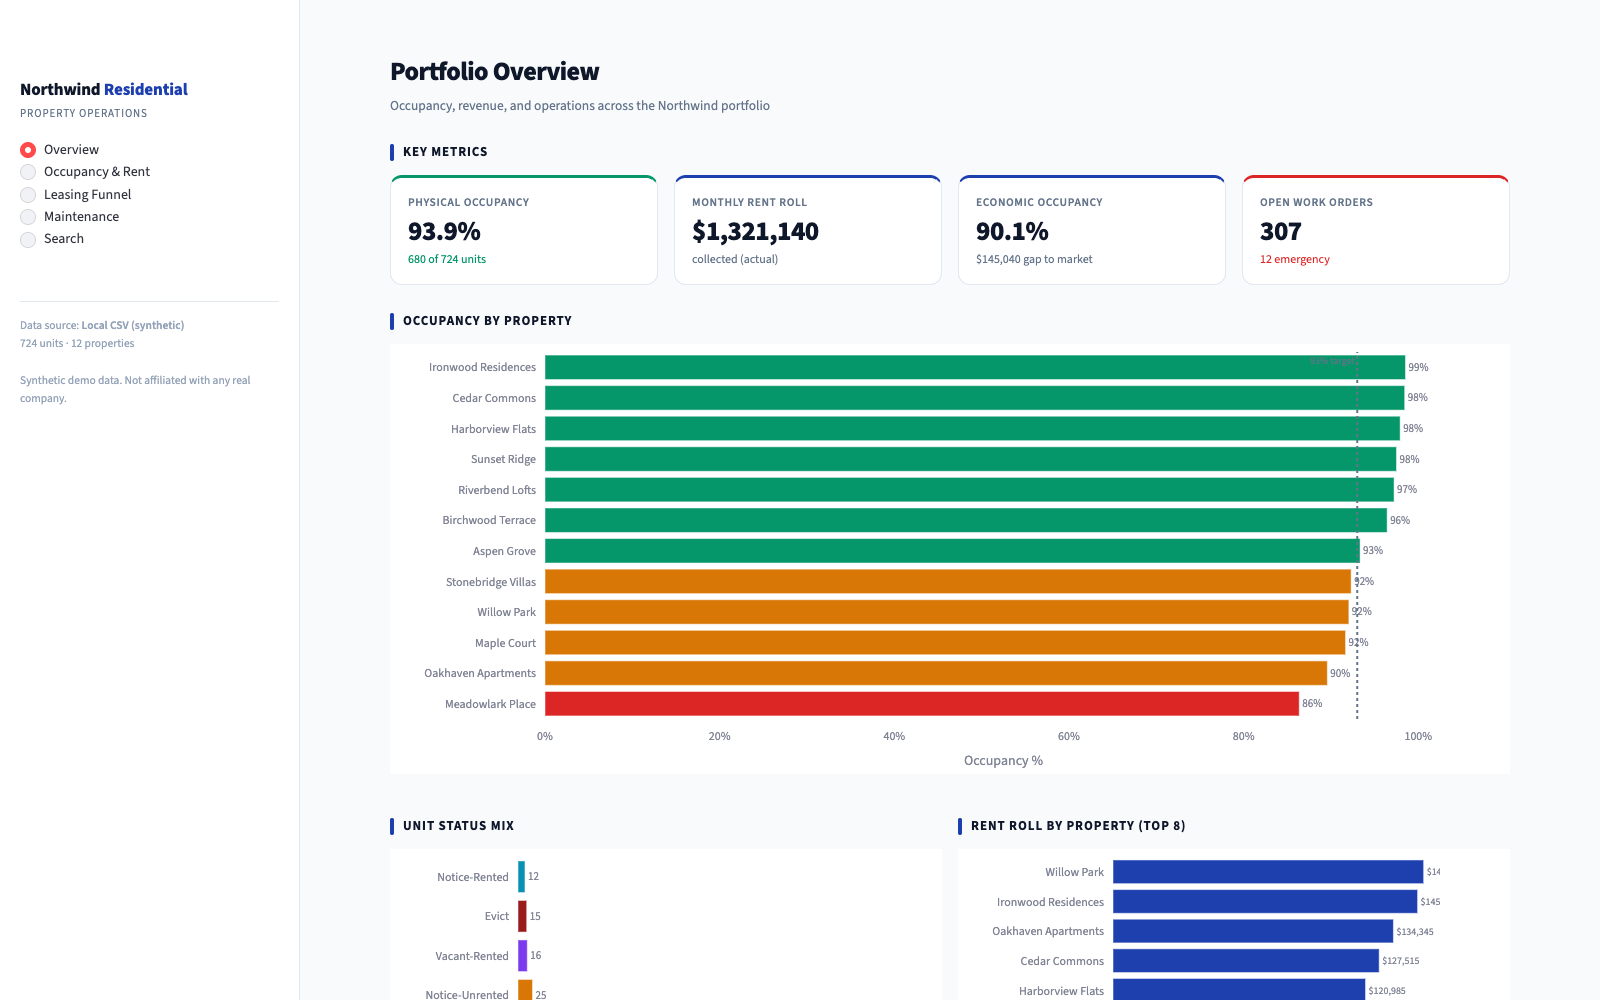 Northwind Residential
PROPERTY OPERATIONS
Overview
Occupancy & Rent
Leasing Funnel
Maintenance
Search
Data source: Local CSV (synthetic)
724 units · 12 properties
Synthetic demo data. Not affiliated with any real
company.
Portfolio Overview
Occupancy, revenue, and operations across the Northwind portfolio
KEY METRICS
PHYSICAL OCCUPANCY
93.9%
680 of 724 units
MONTHLY RENT ROLL
$1,321,140
collected (actual)
ECONOMIC OCCUPANCY
90.1%
$145,040 gap to market
OPEN WORK ORDERS
307
12 emergency
OCCUPANCY BY PROPERTY
Ironwood Residences 99%
Cedar Commons 98%
Harborview Flats 98%
Sunset Ridge 98%
Riverbend Lofts 97%
Birchwood Terrace 96%
Aspen Grove 93%
Stonebridge Villas 92%
Willow Park 92%
Maple Court 92%
Oakhaven Apartments 90%
Meadowlark Place 86%
0% 20% 40% 60% 80% 100%
Occupancy %
UNIT STATUS MIX
Notice-Rented 12
Evict 15
Vacant-Rented 16
Notice-Unrented 25
RENT ROLL BY PROPERTY (TOP 8)
Willow Park $14
Ironwood Residences $145
Oakhaven Apartments $134,345
Cedar Commons $127,515
Harborview Flats $120,985